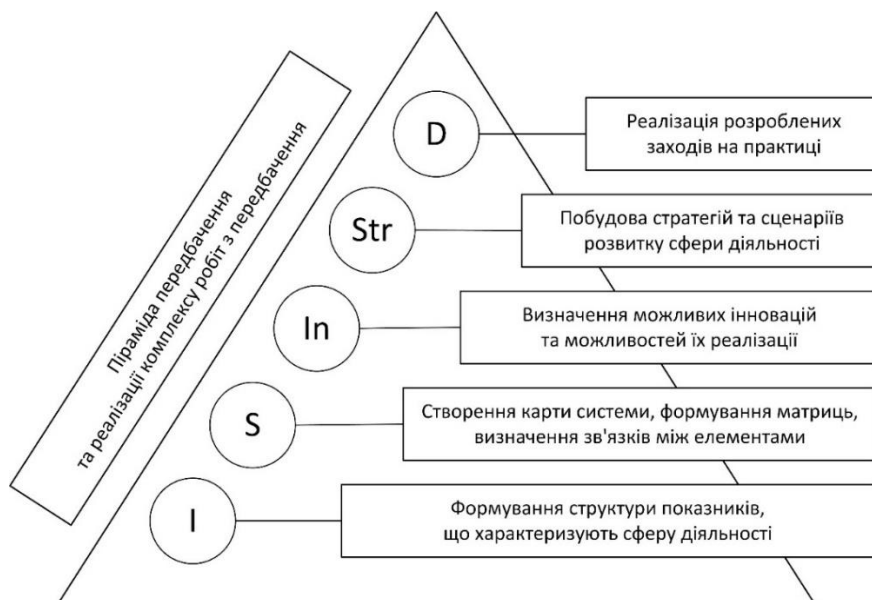 Піраміда передбачення
та реалізації комплексу робіт з передбачення
D
Реалізація розроблених
заходів на практиці
Str
Побудова стратегій та сценаріїв
розвитку сфери діяльності
In
Визначення можливих інновацій
та можливостей їх реалізації
S
Створення карти системи, формування матриць,
визначення зв'язків між елементами
I
Формування структури показників,
що характеризують сферу діяльності